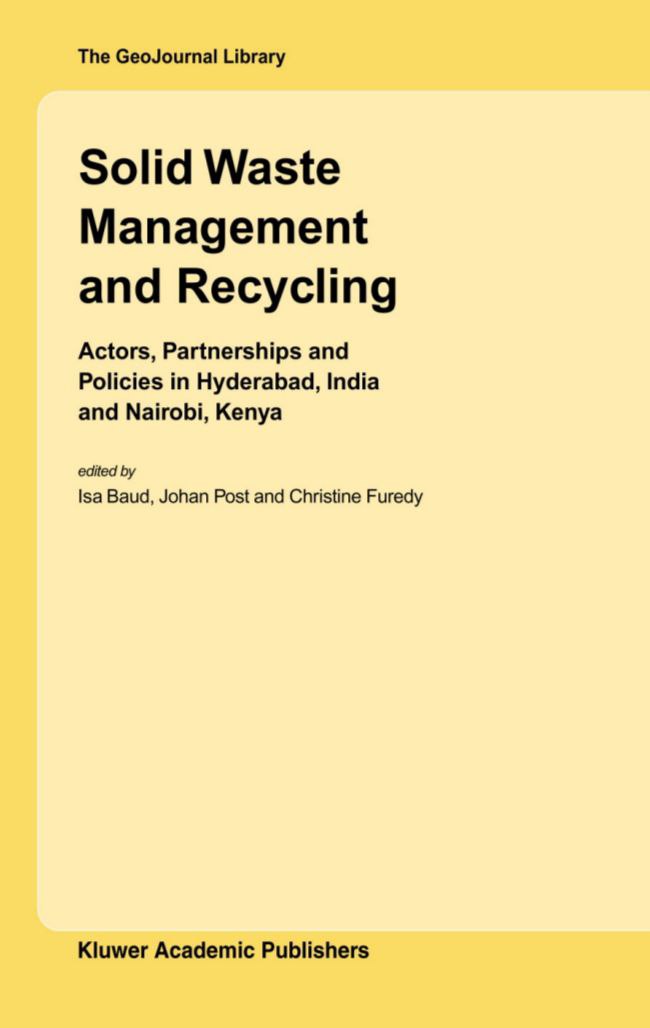 The GeoJournal Library
Solid Waste
Management
and Recycling
Actors, Partnerships and
Policies in Hyderabad, India
and Nairobi, Kenya
edited by
Isa Baud, Johan Post and Christine Furedy
Kluwer Academic Publishers